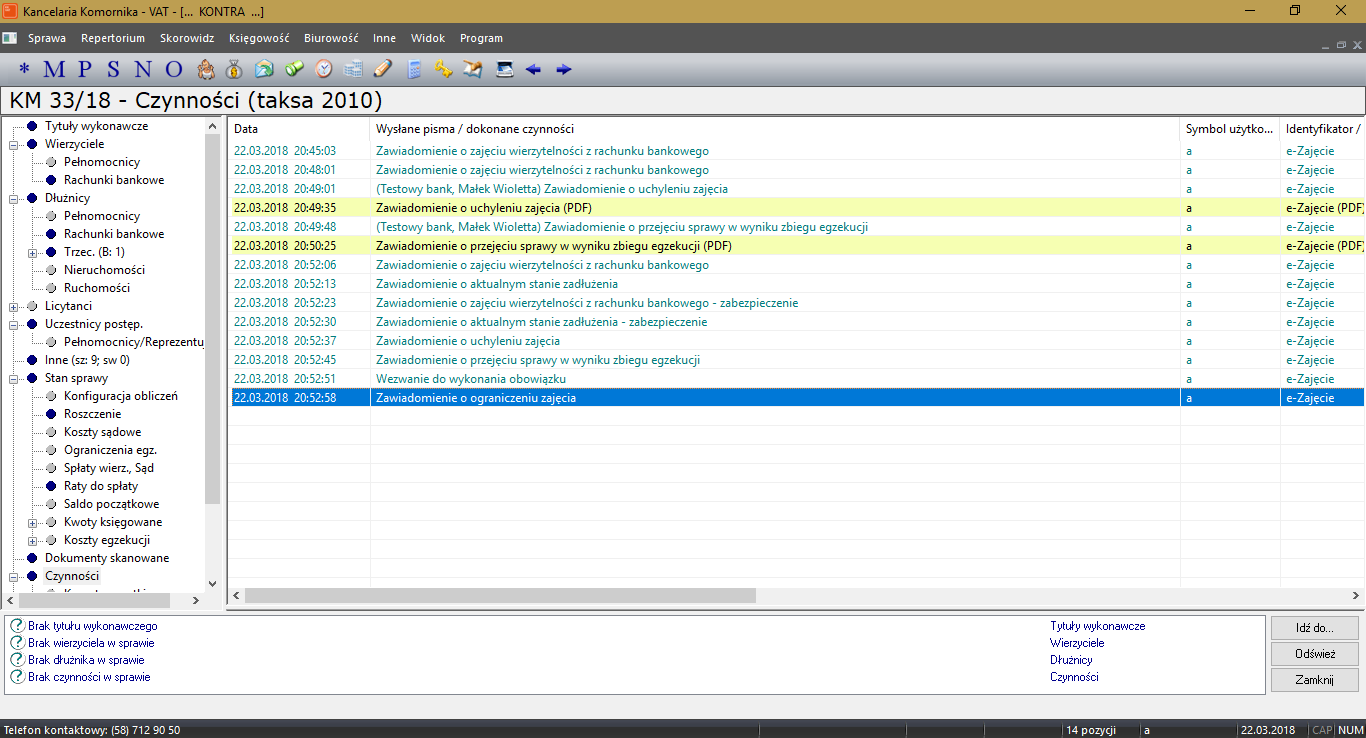 Kancelaria Komornika - VAT - [... KONTRA ...]
Sprawa Repertorium Skorowidz Księgowość Biurowość Inne Widok Program
* M P S N O
KM 33/18 - Czynności (taksa 2010)
Tytuły wykonawcze
Wierzyciele
Pełnomocnicy
Rachunki bankowe
Dłużnicy
Pełnomocnicy
Rachunki bankowe
Trzec. (B: 1)
Nieruchomości
Ruchomości
Licytanci
Uczestnicy postęp.
Pełnomocnicy/Reprezentu
Inne (sz: 9; sw 0)
Stan sprawy
Konfiguracja obliczeń
Roszczenie
Koszty sądowe
Ograniczenia egz.
Spłaty wierz., Sąd
Raty do spłaty
Saldo początkowe
Kwoty księgowane
Koszty egzekucji
Dokumenty skanowane
Czynności
Data Wysłane pisma / dokonane czynności Symbol użytko... Identyfikator /
22.03.2018 20:45:03 Zawiadomienie o zajęciu wierzytelności z rachunku bankowego a e-Zajęcie
22.03.2018 20:48:01 Zawiadomienie o zajęciu wierzytelności z rachunku bankowego a e-Zajęcie
22.03.2018 20:49:01 (Testowy bank, Małek Wioletta) Zawiadomienie o uchyleniu zajęcia a e-Zajęcie
22.03.2018 20:49:35 Zawiadomienie o uchyleniu zajęcia (PDF) a e-Zajęcie (PDF)
22.03.2018 20:49:48 (Testowy bank, Małek Wioletta) Zawiadomienie o przejęciu sprawy w wyniku zbiegu egzekucji a e-Zajęcie
22.03.2018 20:50:25 Zawiadomienie o przejęciu sprawy w wyniku zbiegu egzekucji (PDF) a e-Zajęcie (PDF)
22.03.2018 20:52:06 Zawiadomienie o zajęciu wierzytelności z rachunku bankowego a e-Zajęcie
22.03.2018 20:52:13 Zawiadomienie o aktualnym stanie zadłużenia a e-Zajęcie
22.03.2018 20:52:23 Zawiadomienie o zajęciu wierzytelności z rachunku bankowego - zabezpieczenie a e-Zajęcie
22.03.2018 20:52:30 Zawiadomienie o aktualnym stanie zadłużenia - zabezpieczenie a e-Zajęcie
22.03.2018 20:52:37 Zawiadomienie o uchyleniu zajęcia a e-Zajęcie
22.03.2018 20:52:45 Zawiadomienie o przejęciu sprawy w wyniku zbiegu egzekucji a e-Zajęcie
22.03.2018 20:52:51 Wezwanie do wykonania obowiązku a e-Zajęcie
22.03.2018 20:52:58 Zawiadomienie o ograniczeniu zajęcia a e-Zajęcie
Brak tytułu wykonawczego Tytuły wykonawcze
Brak wierzyciela w sprawie Wierzyciele
Brak dłużnika w sprawie Dłużnicy
Brak czynności w sprawie Czynności
Idź do...
Odśwież
Zamknij
Telefon kontaktowy: (58) 712 90 50 14 pozycji a 22.03.2018 CAP NUM